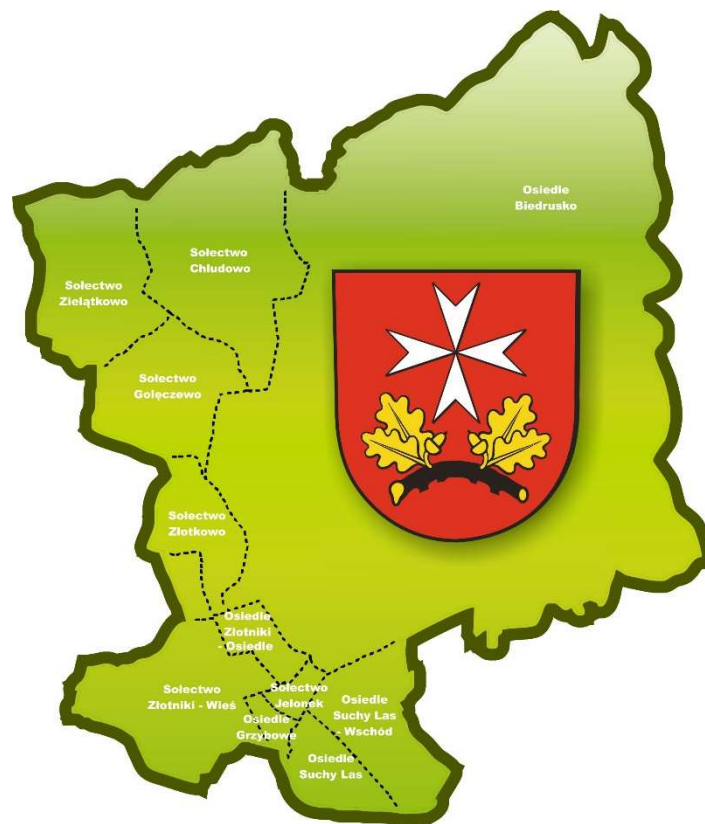 Osiedle
Biedrusko
Sołectwo
Chludowo
Sołectwo
Zielątkowo
Sołectwo
Golęczewo
Sołectwo
Złotkowo
Osiedle
Złotniki
- Osiedle
Sołectwo
Złotniki - Wieś
Sołectwo
Jelonek
Osiedle
Grzybowe
Osiedle
Suchy Las
- Wschód
Osiedle
Suchy Las